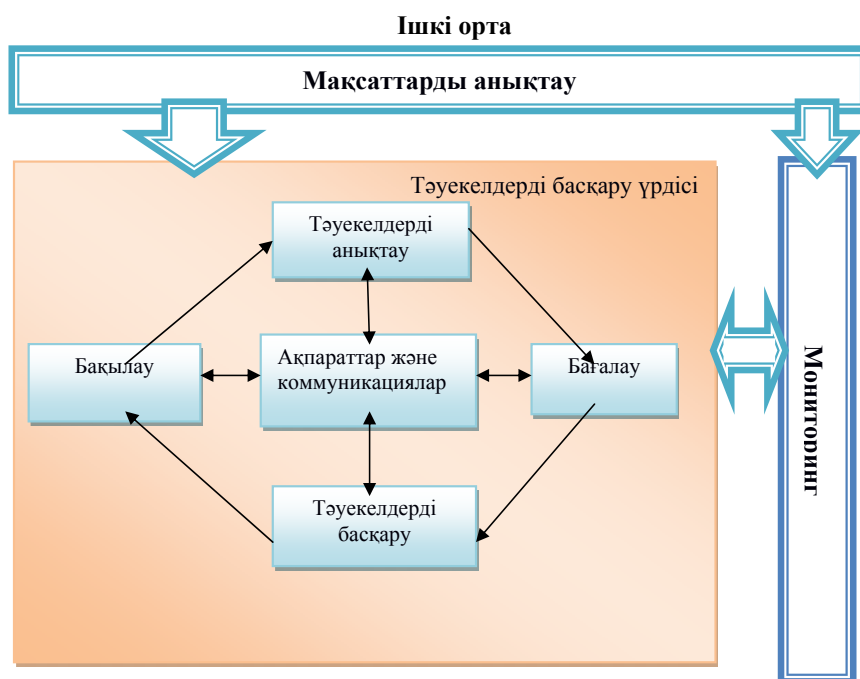 Ішкі орта
Мақсаттарды анықтау
Тәуекелдерді басқару үрдісі
Тәуекелдерді
анықтау
Бақылау
Ақпараттар және
коммуникациялар
Бағалау
Тәуекелдерді
басқару
Мониторинг